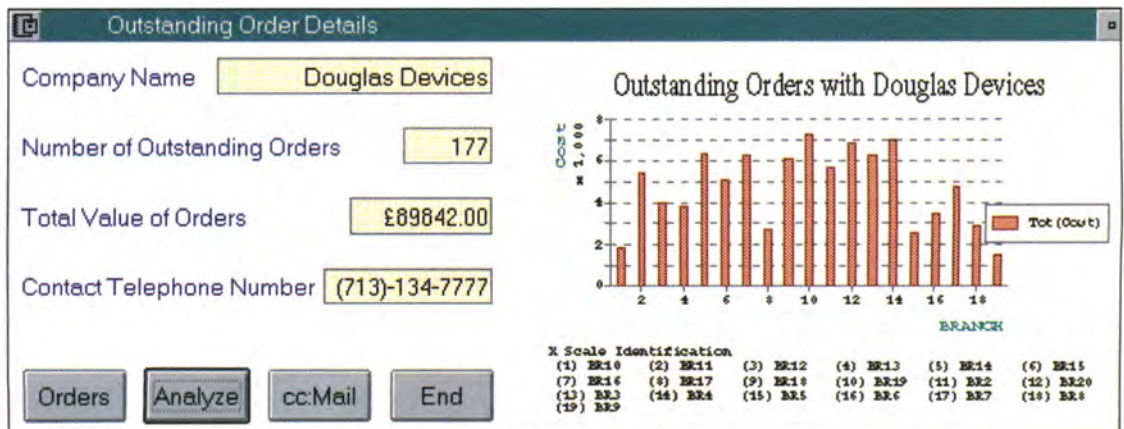 Outstanding Order Details
Company Name Douglas Devices
Number of Outstanding Orders 177
Total Value of Orders £89842.00
Contact Telephone Number (713)-134-7777
Orders Analyze cc:Mail End
Outstanding Orders with Douglas Devices
Cost
x 1,000
8
6
4
2
0
2 4 6 8 10 12 14 16 18
BRANCH
Tot(Cost)
X Scale Identification
(1) BR10 (2) BR11 (3) BR12 (4) BR13 (5) BR14 (6) BR15
(7) BR16 (8) BR17 (9) BR18 (10) BR19 (11) BR2 (12) BR20
(13) BR3 (14) BR4 (15) BR5 (16) BR6 (17) BR7 (18) BR8
(19) BR9